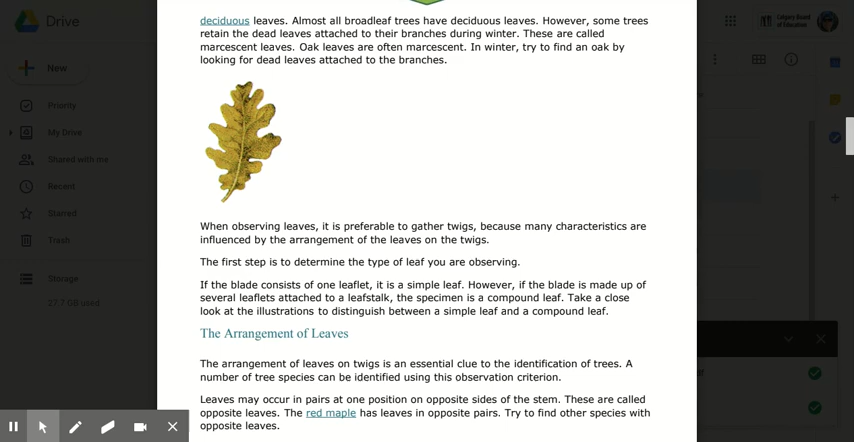 deciduous leaves. Almost all broadleaf trees have deciduous leaves. However, some trees
retain the dead leaves attached to their branches during winter. These are called
marcescent leaves. Oak leaves are often marcescent. In winter, try to find an oak by
looking for dead leaves attached to the branches.
Drive
Calgary Board
of Education
New
Priority
My Drive
Shared with me
Recent
Starred
Trash
Storage
27.7 GB used
When observing leaves, it is preferable to gather twigs, because many characteristics are
influenced by the arrangement of the leaves on the twigs.
The first step is to determine the type of leaf you are observing.
If the blade consists of one leaflet, it is a simple leaf. However, if the blade is made up of
several leaflets attached to a leafstalk, the specimen is a compound leaf. Take a close
look at the illustrations to distinguish between a simple leaf and a compound leaf.
The Arrangement of Leaves
The arrangement of leaves on twigs is an essential clue to the identification of trees. A
number of tree species can be identified using this observation criterion.
Leaves may occur in pairs at one position on opposite sides of the stem. These are called
opposite leaves. The red maple has leaves in opposite pairs. Try to find other species with
opposite leaves.